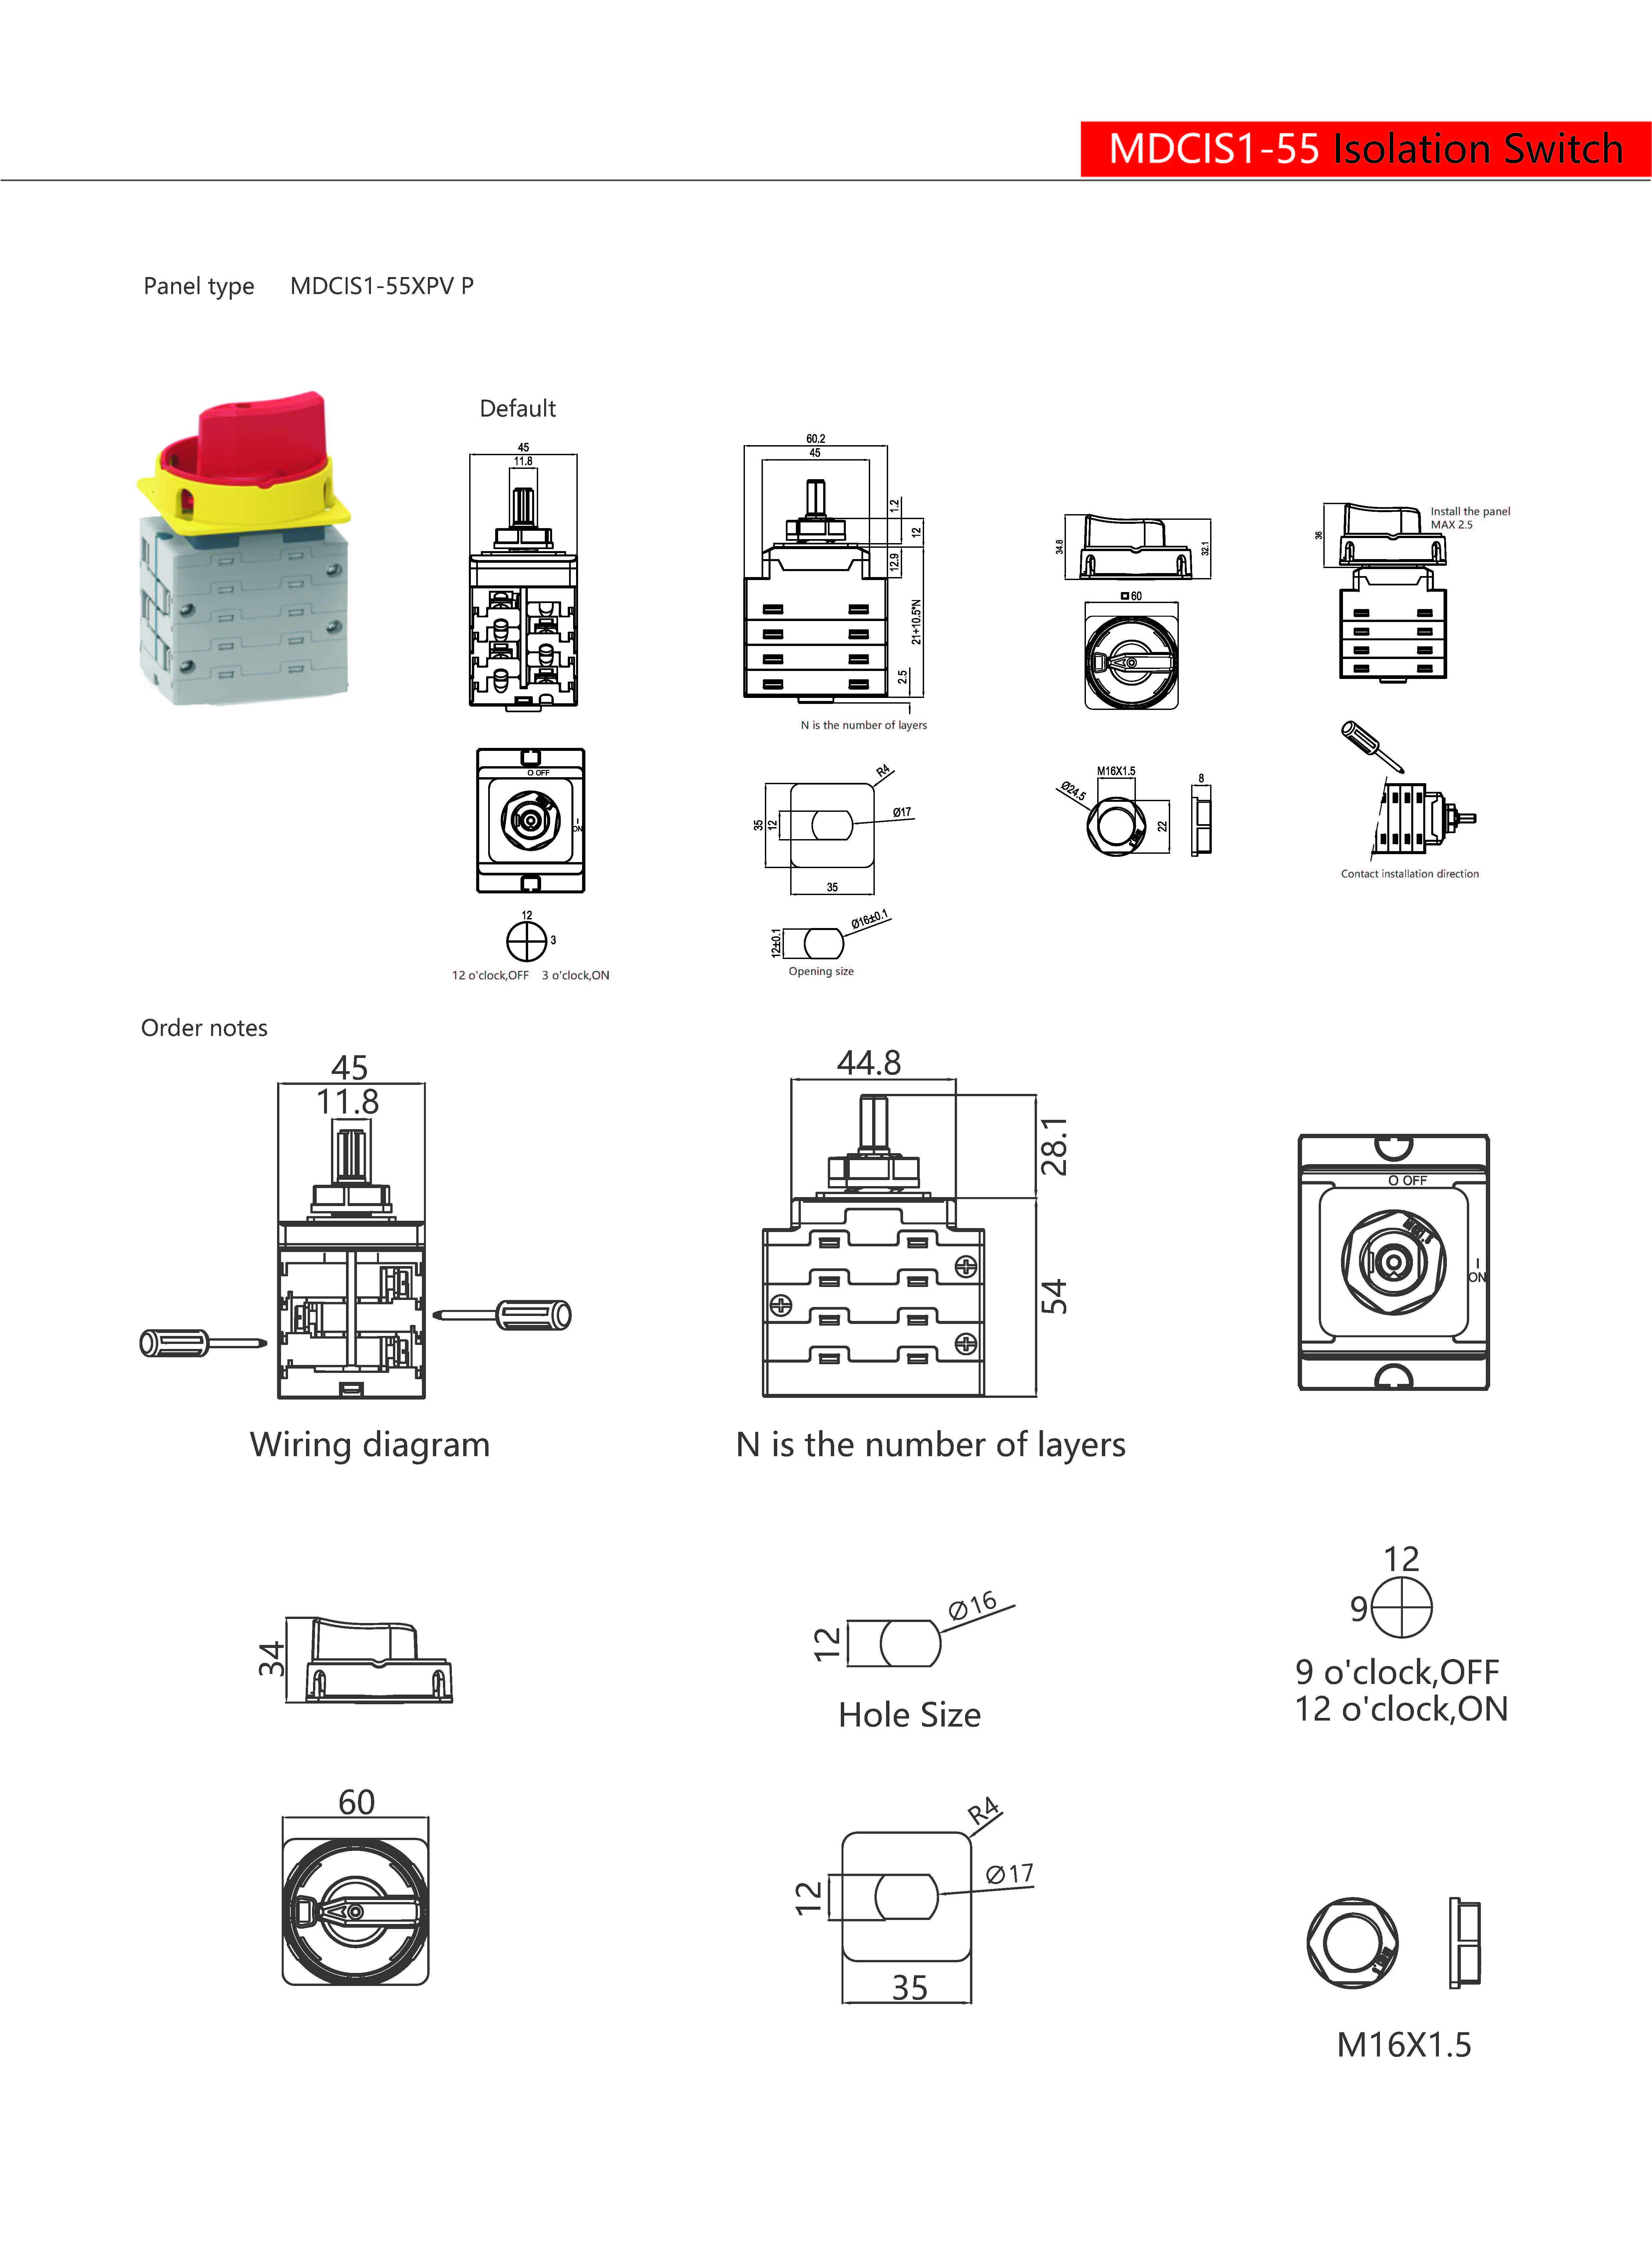 MDCIS1-55 Isolation Switch
Panel type MDCIS1-55XPV P
Default
45
11.8
60.2
45
1.2
12
12.9
21+10.5*N
2.5
N is the number of layers
34.8
32.1
60
36
Install the panel
MAX 2.5
O OFF
I
ON
R4
35
12
Ø17
35
M16X1.5
Ø24.5
22
8
Contact installation direction
12
3
12 o'clock,OFF 3 o'clock,ON
12±0.1
Ø16±0.1
Opening size
Order notes
45
11.8
Wiring diagram
44.8
28.1
54
N is the number of layers
O OFF
I
ON
34
12
Ø16
Hole Size
12
9
9 o'clock,OFF
12 o'clock,ON
60
R4
12
Ø17
35
M16X1.5